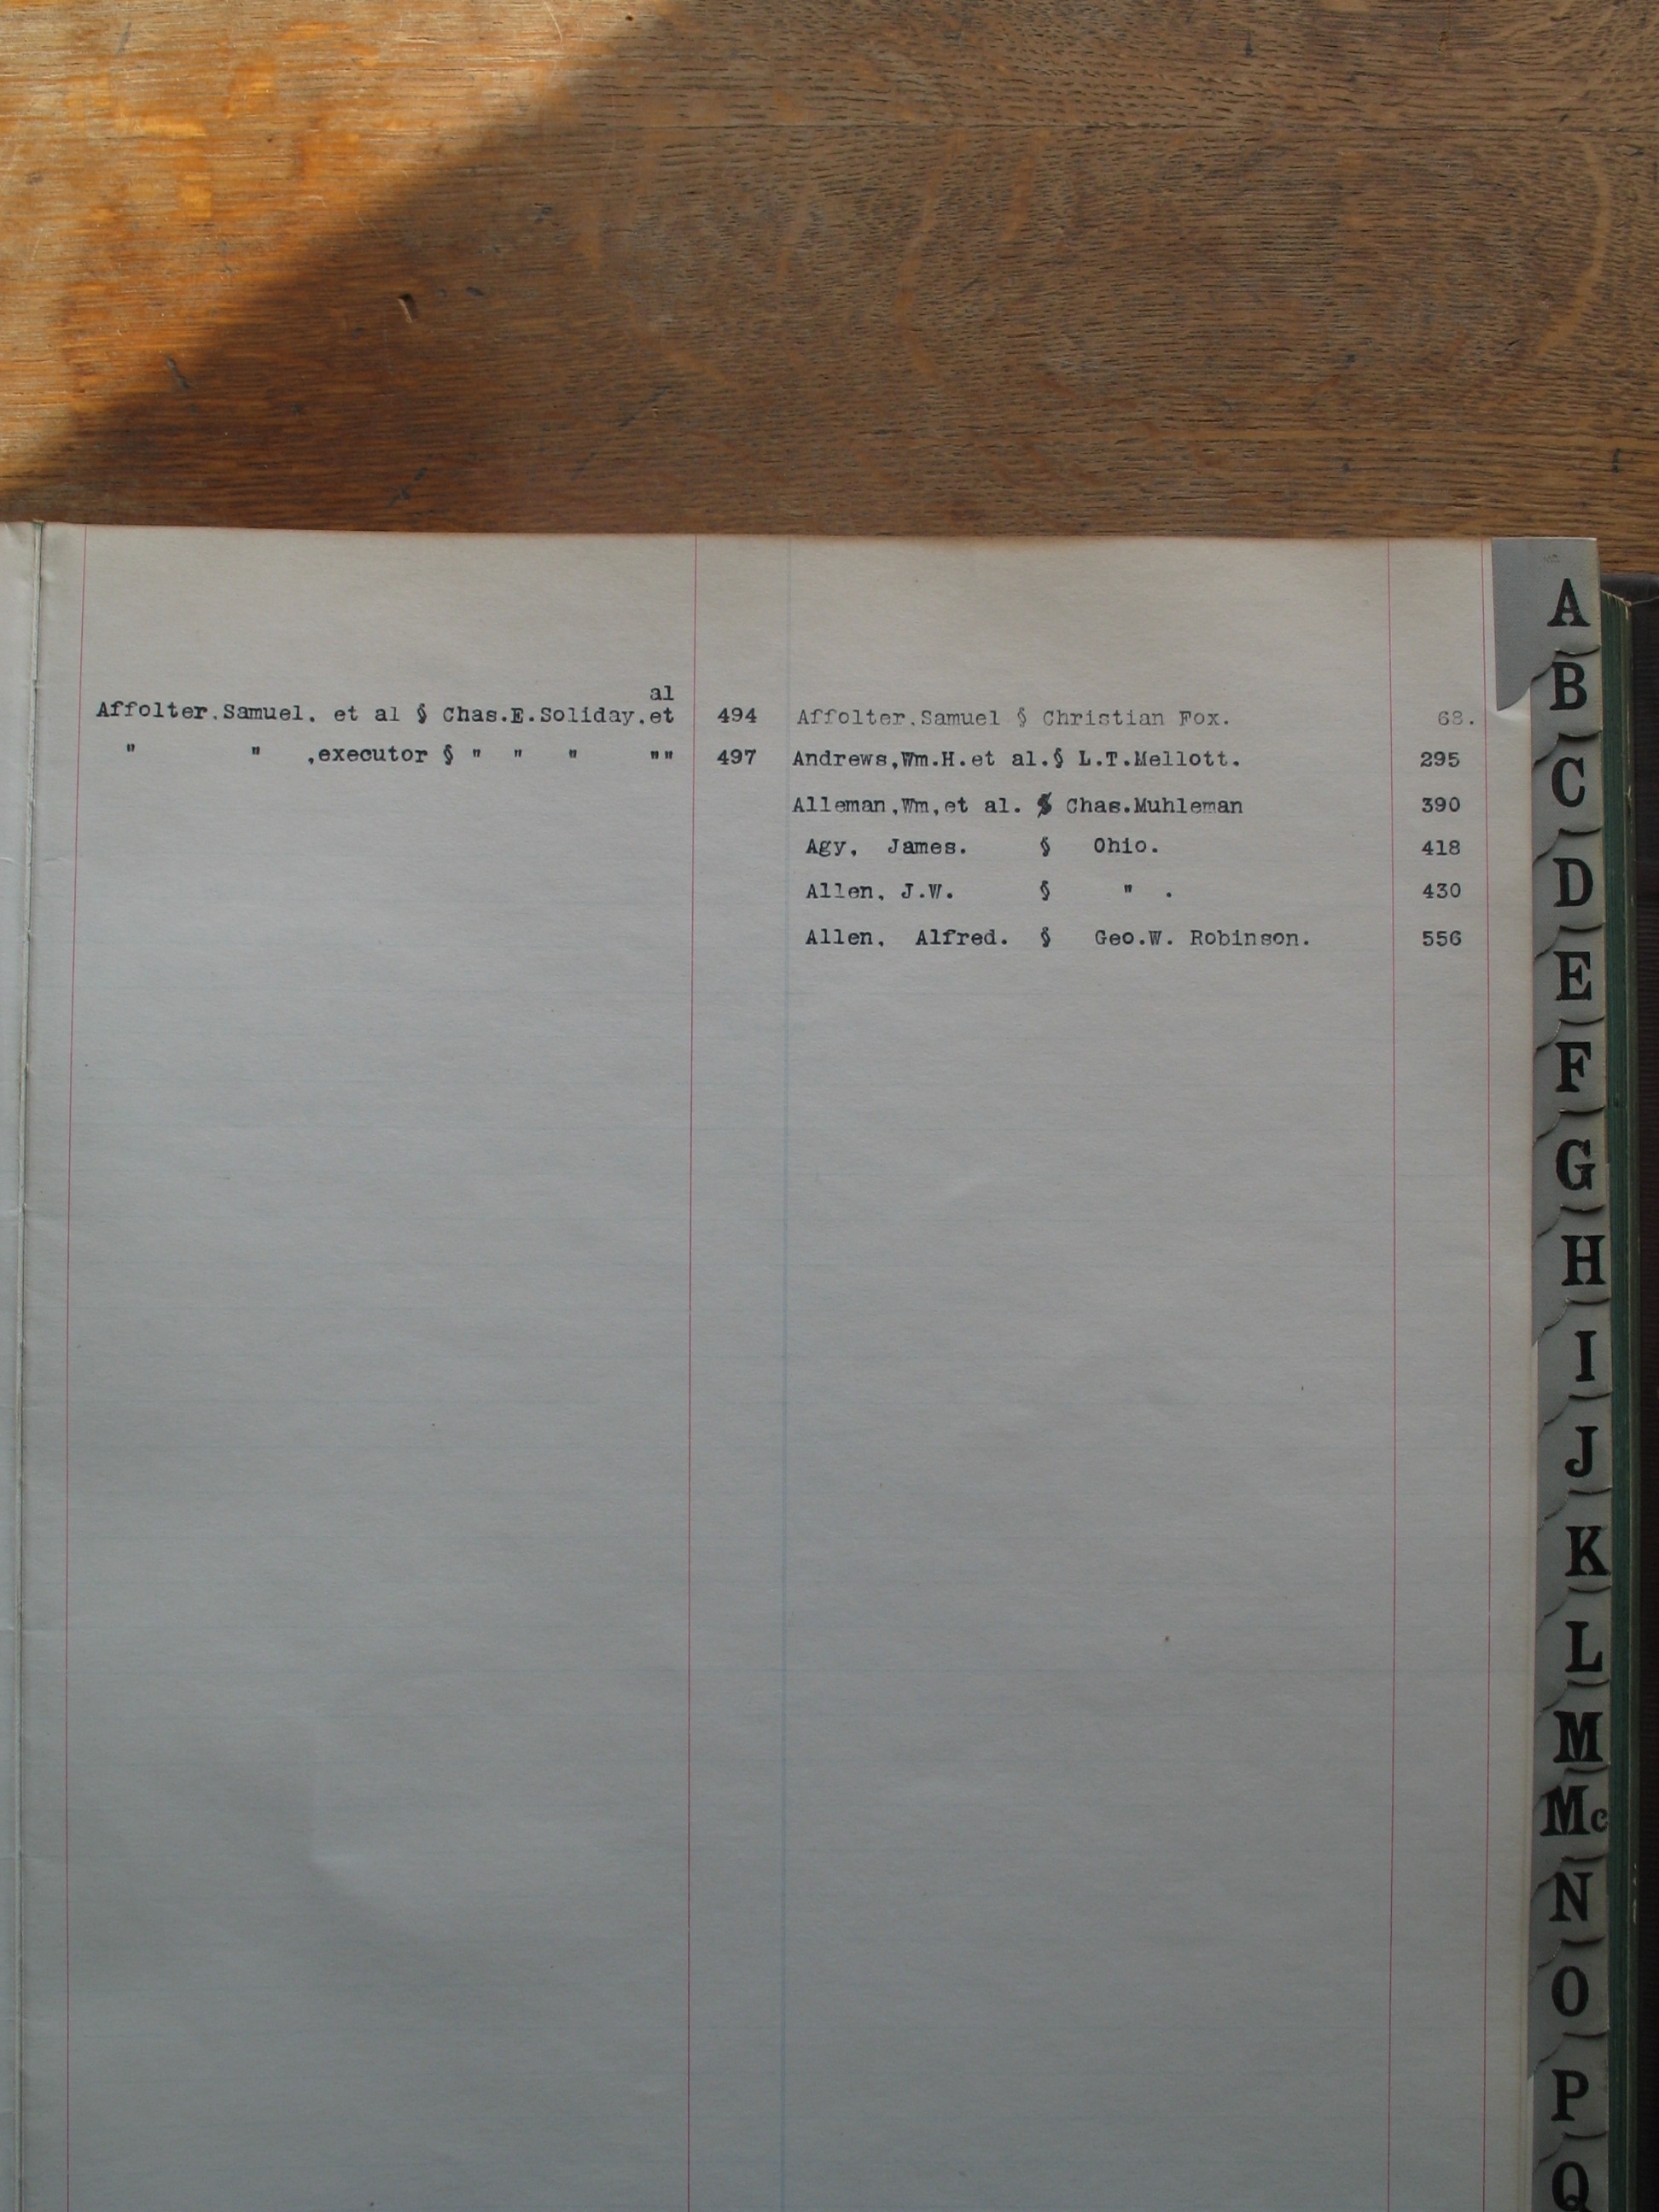 al
Affolter,Samuel, et al § Chas.E.Soliday,et 494
" " ,executor § " " " "" 497
Affolter,Samuel § Christian Fox. 68.
Andrews,Wm.H.et al.§ L.T.Mellott. 295
Alleman,Wm,et al. § Chas.Muhleman 390
Agy, James. § Ohio. 418
Allen, J.W. § " . 430
Allen, Alfred. § Geo.W. Robinson. 556
A
B
C
D
E
F
G
H
I
J
K
L
M
Mc
N
O
P
Q